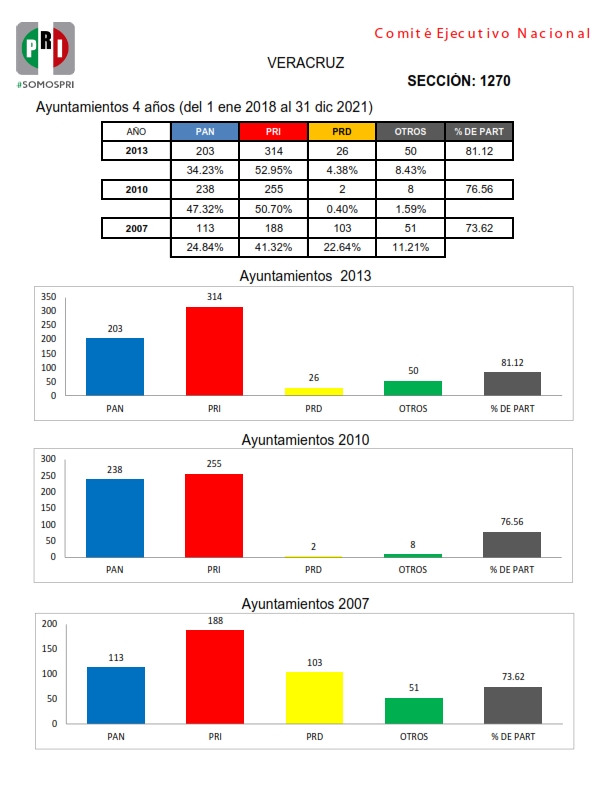 Comité Ejecutivo Nacional
PRI
#SOMOSPRI
VERACRUZ
SECCIÓN: 1270
Ayuntamientos 4 años (del 1 ene 2018 al 31 dic 2021)
AÑO PAN PRI PRD OTROS % DE PART
2013 203 314 26 50 81.12
34.23% 52.95% 4.38% 8.43%
2010 238 255 2 8 76.56
47.32% 50.70% 0.40% 1.59%
2007 113 188 103 51 73.62
24.84% 41.32% 22.64% 11.21%
Ayuntamientos 2013
350
300
250
200
150
100
50
0
203 314 26 50 81.12
PAN PRI PRD OTROS % DE PART
Ayuntamientos 2010
300
250
200
150
100
50
0
238 255 2 8 76.56
PAN PRI PRD OTROS % DE PART
Ayuntamientos 2007
200
150
100
50
0
113 188 103 51 73.62
PAN PRI PRD OTROS % DE PART